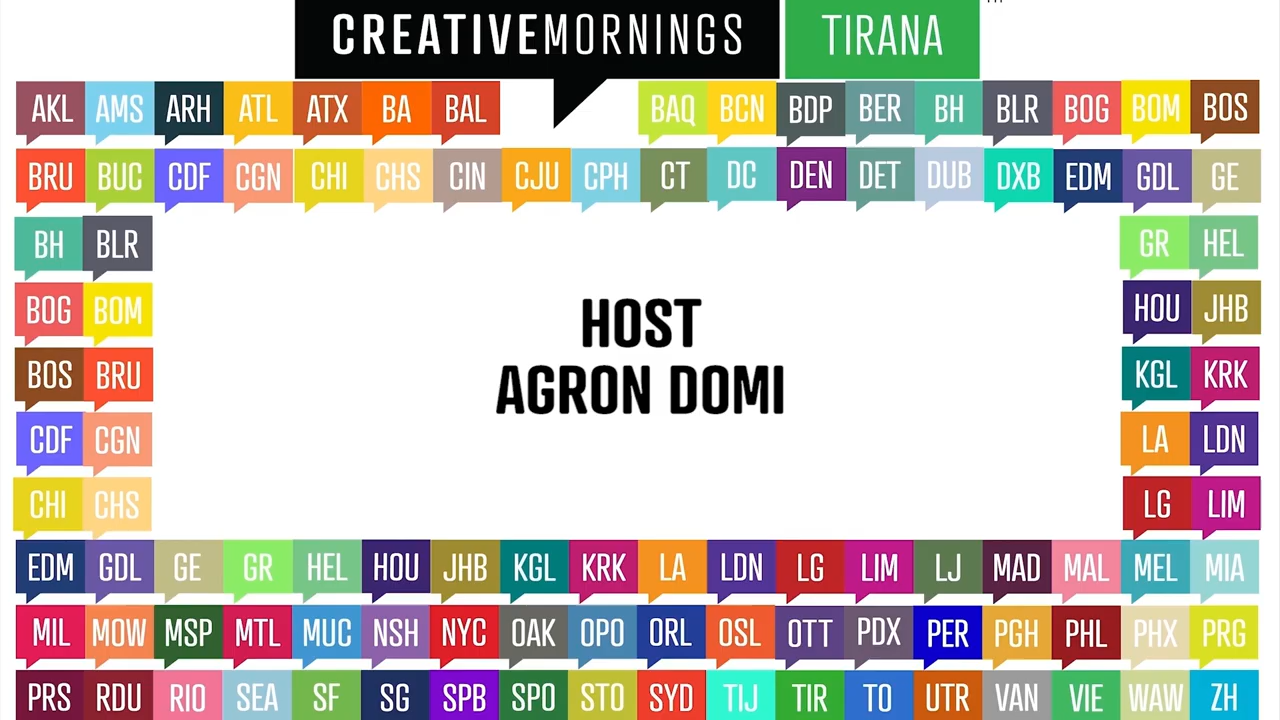 CREATIVEMORNINGS TIRANA
AKL AMS ARH ATL ATX BA BAL BAQ BCN BDP BER BH BLR BOG BOM BOS
BRU BUC CDF CGN CHI CHS CIN CJU CPH CT DC DEN DET DUB DXB EDM GDL GE
BH BLR GR HEL
BOG BOM HOU JHB
BOS BRU KGL KRK
CDF CGN LA LDN
CHI CHS LG LIM
HOST
AGRON DOMI
EDM GDL GE GR HEL HOU JHB KGL KRK LA LDN LG LIM LJ MAD MAL MEL MIA
MIL MOW MSP MTL MUC NSH NYC OAK OPO ORL OSL OTT PDX PER PGH PHL PHX PRG
PRS RDU RIO SEA SF SG SPB SPO STO SYD TIJ TIR TO UTR VAN VIE WAW ZH